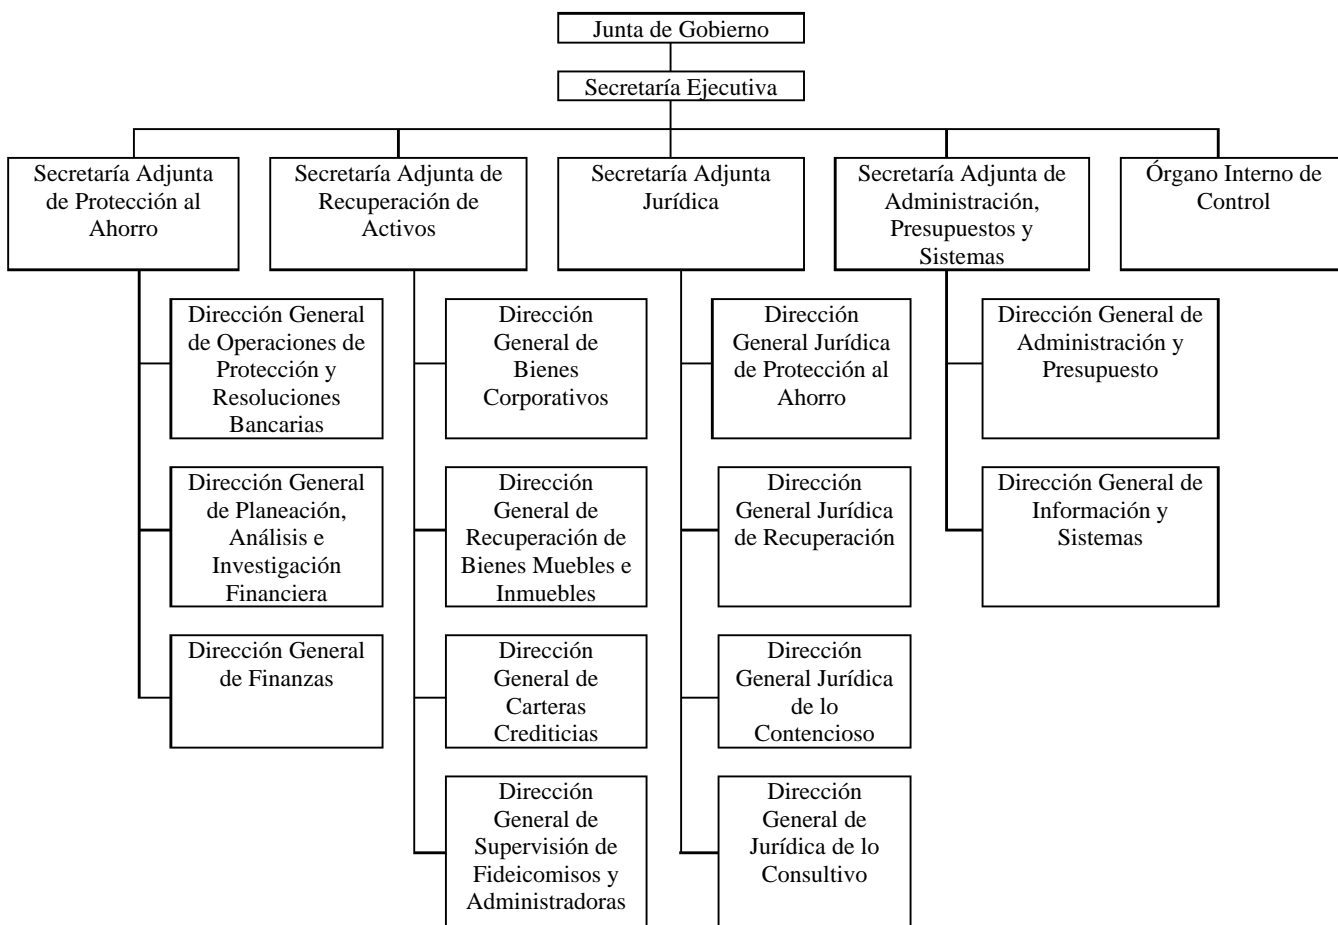 Junta de Gobierno
Secretaría Ejecutiva
Secretaría Adjunta
de Protección al
Ahorro
Secretaría Adjunta de
Recuperación de
Activos
Secretaría Adjunta
Jurídica
Secretaría Adjunta de
Administración,
Presupuestos y
Sistemas
Órgano Interno de
Control
Dirección General
de Operaciones de
Protección y
Resoluciones
Bancarias
Dirección
General de
Bienes
Corporativos
Dirección
General Jurídica
de Protección al
Ahorro
Dirección General de
Administración y
Presupuesto
Dirección General
de Planeación,
Análisis e
Investigación
Financiera
Dirección
General de
Recuperación de
Bienes Muebles e
Inmuebles
Dirección
General Jurídica
de Recuperación
Dirección General de
Información y
Sistemas
Dirección General
de Finanzas
Dirección
General de
Carteras
Crediticias
Dirección
General Jurídica
de lo
Contencioso
Dirección
General de
Supervisión de
Fideicomisos y
Administradoras
Dirección
General de
Jurídica de lo
Consultivo